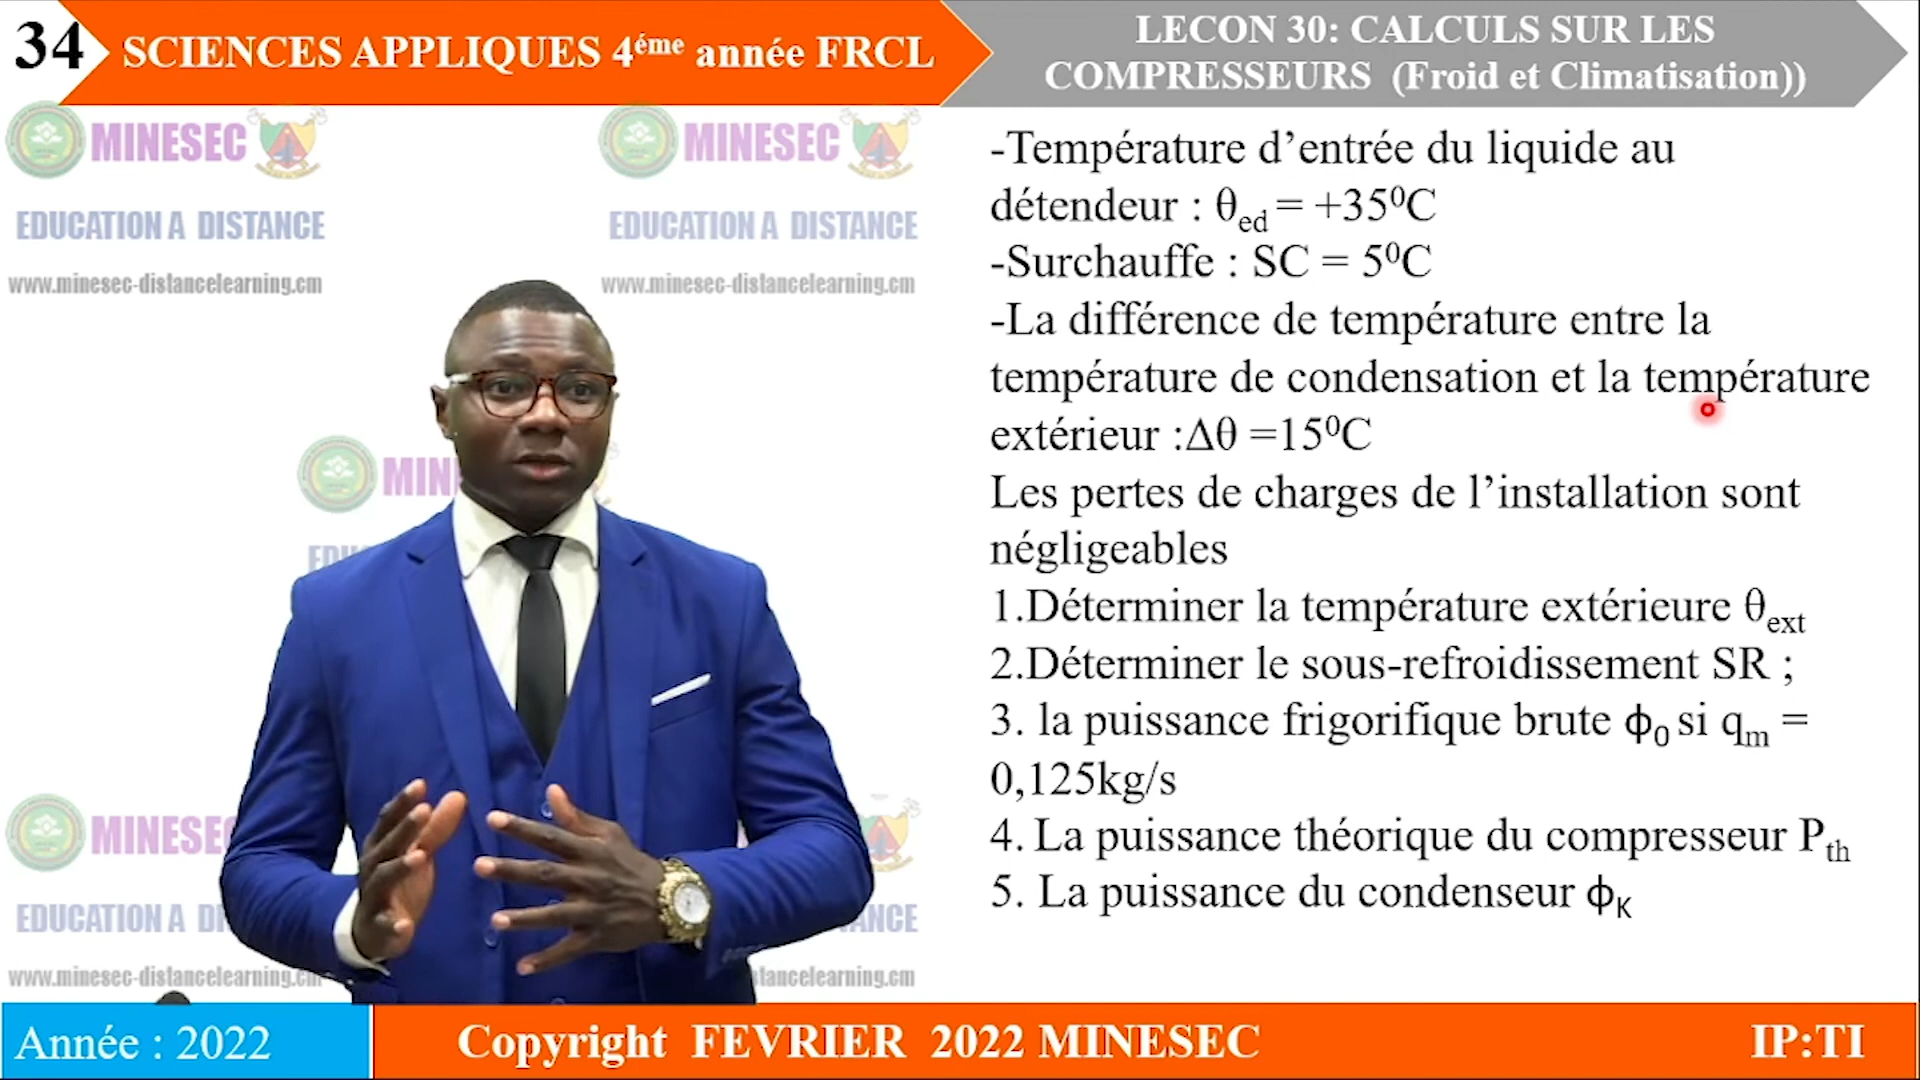 34
SCIENCES APPLIQUES 4éme année FRCL
LECON 30: CALCULS SUR LES
COMPRESSEURS (Froid et Climatisation))
MINESEC
EDUCATION A DISTANCE
www.minesec-distancelearning.cm
MINESEC
EDUCATION A DISTANCE
www.minesec-distancelearning.cm
-Température d’entrée du liquide au
détendeur : θed = +35⁰C
-Surchauffe : SC = 5⁰C
-La différence de température entre la
température de condensation et la température
extérieur :Δθ =15⁰C
Les pertes de charges de l’installation sont
négligeables
1.Déterminer la température extérieure θext
2.Déterminer le sous-refroidissement SR ;
3. la puissance frigorifique brute ϕ0 si qm =
0,125kg/s
4. La puissance théorique du compresseur Pth
5. La puissance du condenseur ϕK
MINESEC
EDUCATION A
www.minesec-distancelearning.cm
Année : 2022
Copyright FEVRIER 2022 MINESEC
IP:TI